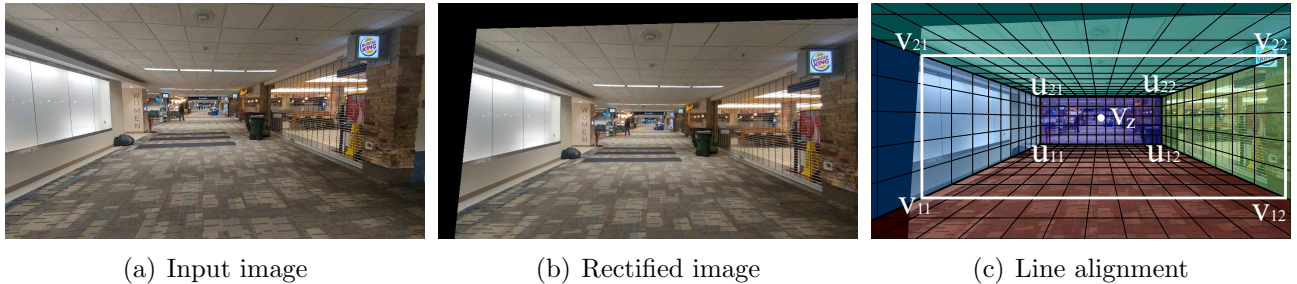 BURGER
KING
WOMEN
BURGER
KING
WOMEN
V21
V22
u21
u22
Vz
u11
u12
V11
V12
(a) Input image
(b) Rectified image
(c) Line alignment